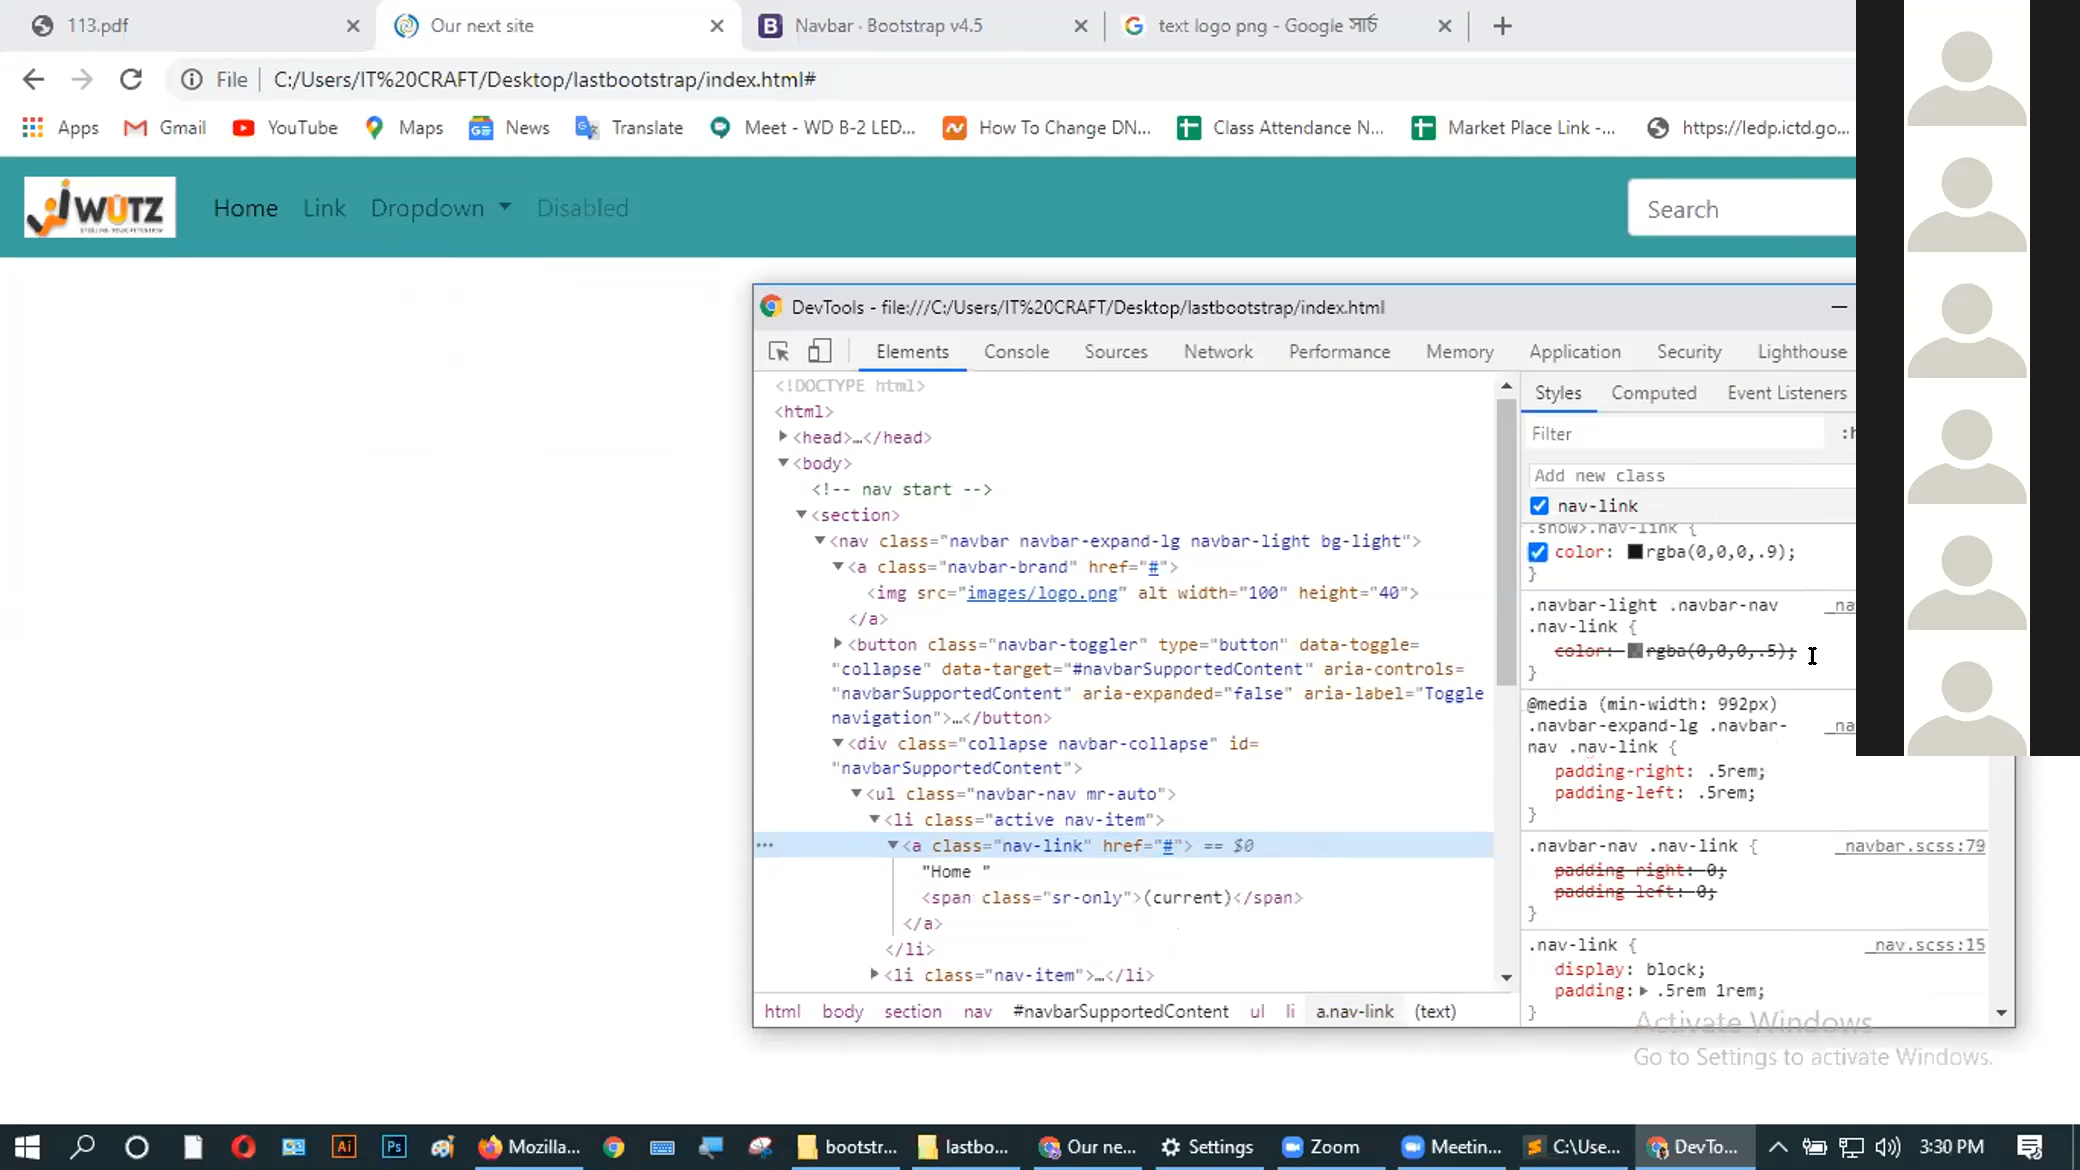 113.pdf
Our next site
Navbar · Bootstrap v4.5
text logo png - Google সার্চ
File C:/Users/IT%20CRAFT/Desktop/lastbootstrap/index.html#
Apps Gmail YouTube Maps News Translate Meet - WD B-2 LED... How To Change DN... Class Attendance N... Market Place Link -... https://ledp.ictd.go...
WUTZ Home Link Dropdown Disabled Search
DevTools - file:///C:/Users/IT%20CRAFT/Desktop/lastbootstrap/index.html
Elements Console Sources Network Performance Memory Application Security Lighthouse
<!DOCTYPE html>
<html>
<head>…</head>
<body>
<!-- nav start -->
<section>
<nav class="navbar navbar-expand-lg navbar-light bg-light">
<a class="navbar-brand" href="#">
<img src="images/logo.png" alt width="100" height="40">
</a>
<button class="navbar-toggler" type="button" data-toggle=
"collapse" data-target="#navbarSupportedContent" aria-controls=
"navbarSupportedContent" aria-expanded="false" aria-label="Toggle
navigation">…</button>
<div class="collapse navbar-collapse" id=
"navbarSupportedContent">
<ul class="navbar-nav mr-auto">
<li class="active nav-item">
<a class="nav-link" href="#"> == $0
"Home "
<span class="sr-only">(current)</span>
</a>
</li>
<li class="nav-item">…</li>
html body section nav #navbarSupportedContent ul li a.nav-link (text)
Styles Computed Event Listeners
Filter
Add new class
nav-link
.show>.nav-link {
color: rgba(0,0,0,.9);
}
.navbar-light .navbar-nav _na
.nav-link {
color: rgba(0,0,0,.5);
}
@media (min-width: 992px)
.navbar-expand-lg .navbar- _na
nav .nav-link {
padding-right: .5rem;
padding-left: .5rem;
}
.navbar-nav .nav-link { _navbar.scss:79
padding-right: 0;
padding-left: 0;
}
.nav-link { _nav.scss:15
display: block;
padding: .5rem 1rem;
}
Activate Windows
Go to Settings to activate Windows.
Ai Ps Mozilla... bootstr... lastbo... Our ne... Settings Zoom Meetin... C:\Use... DevTo... 3:30 PM